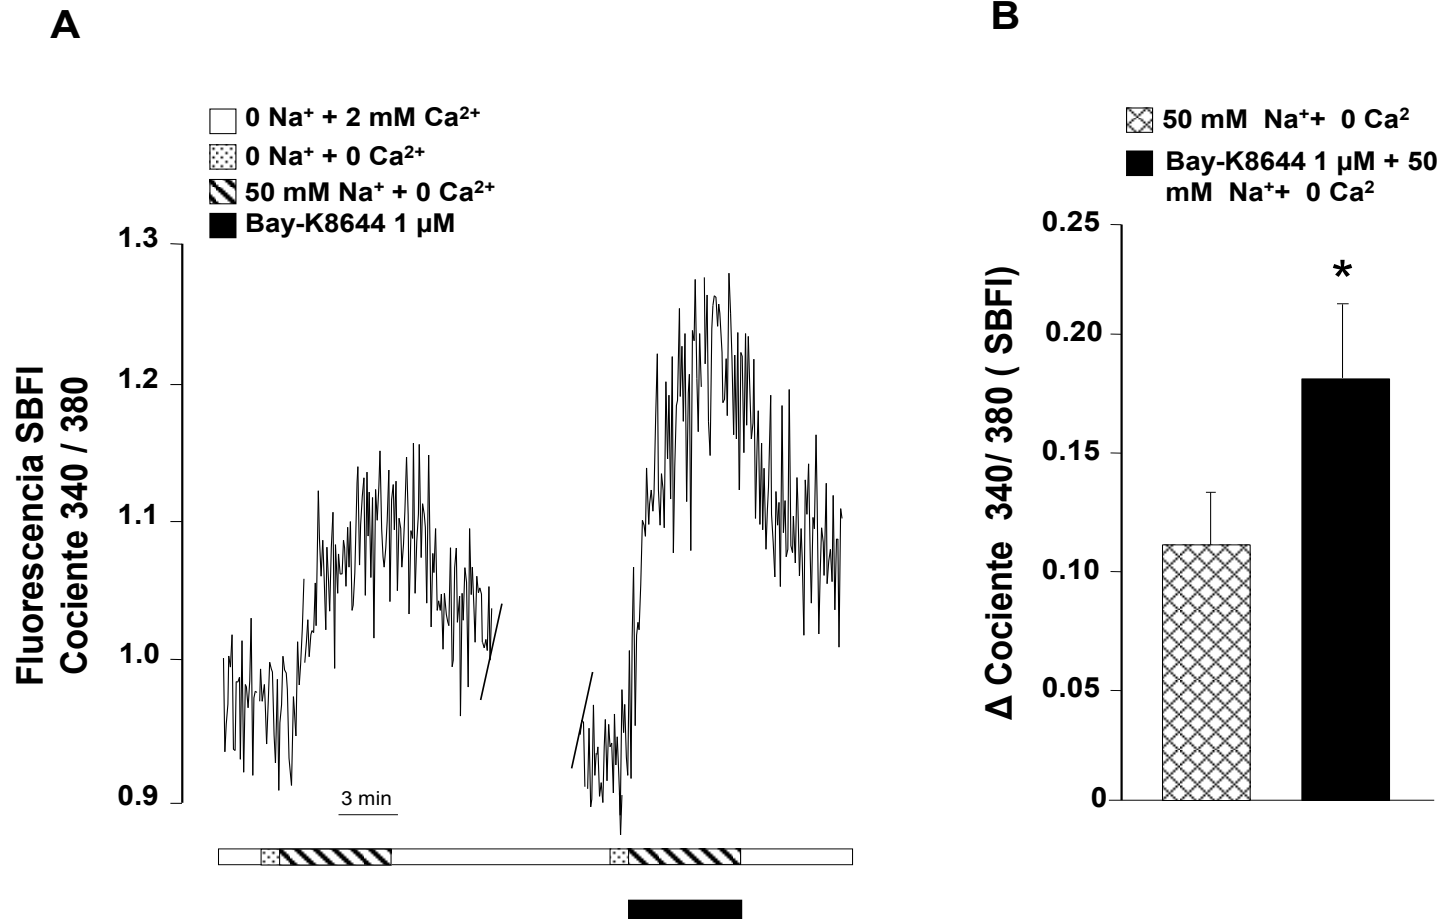 A
0 Na⁺ + 2 mM Ca²⁺
0 Na⁺ + 0 Ca²⁺
50 mM Na⁺ + 0 Ca²⁺
Bay-K8644 1 µM
Fluorescencia SBFI
Cociente 340 / 380
1.3
1.2
1.1
1.0
0.9
3 min
B
50 mM Na⁺+ 0 Ca²
Bay-K8644 1 µM + 50
mM Na⁺+ 0 Ca²
Δ Cociente 340/ 380 ( SBFI)
0.25
0.20
0.15
0.10
0.05
0
*